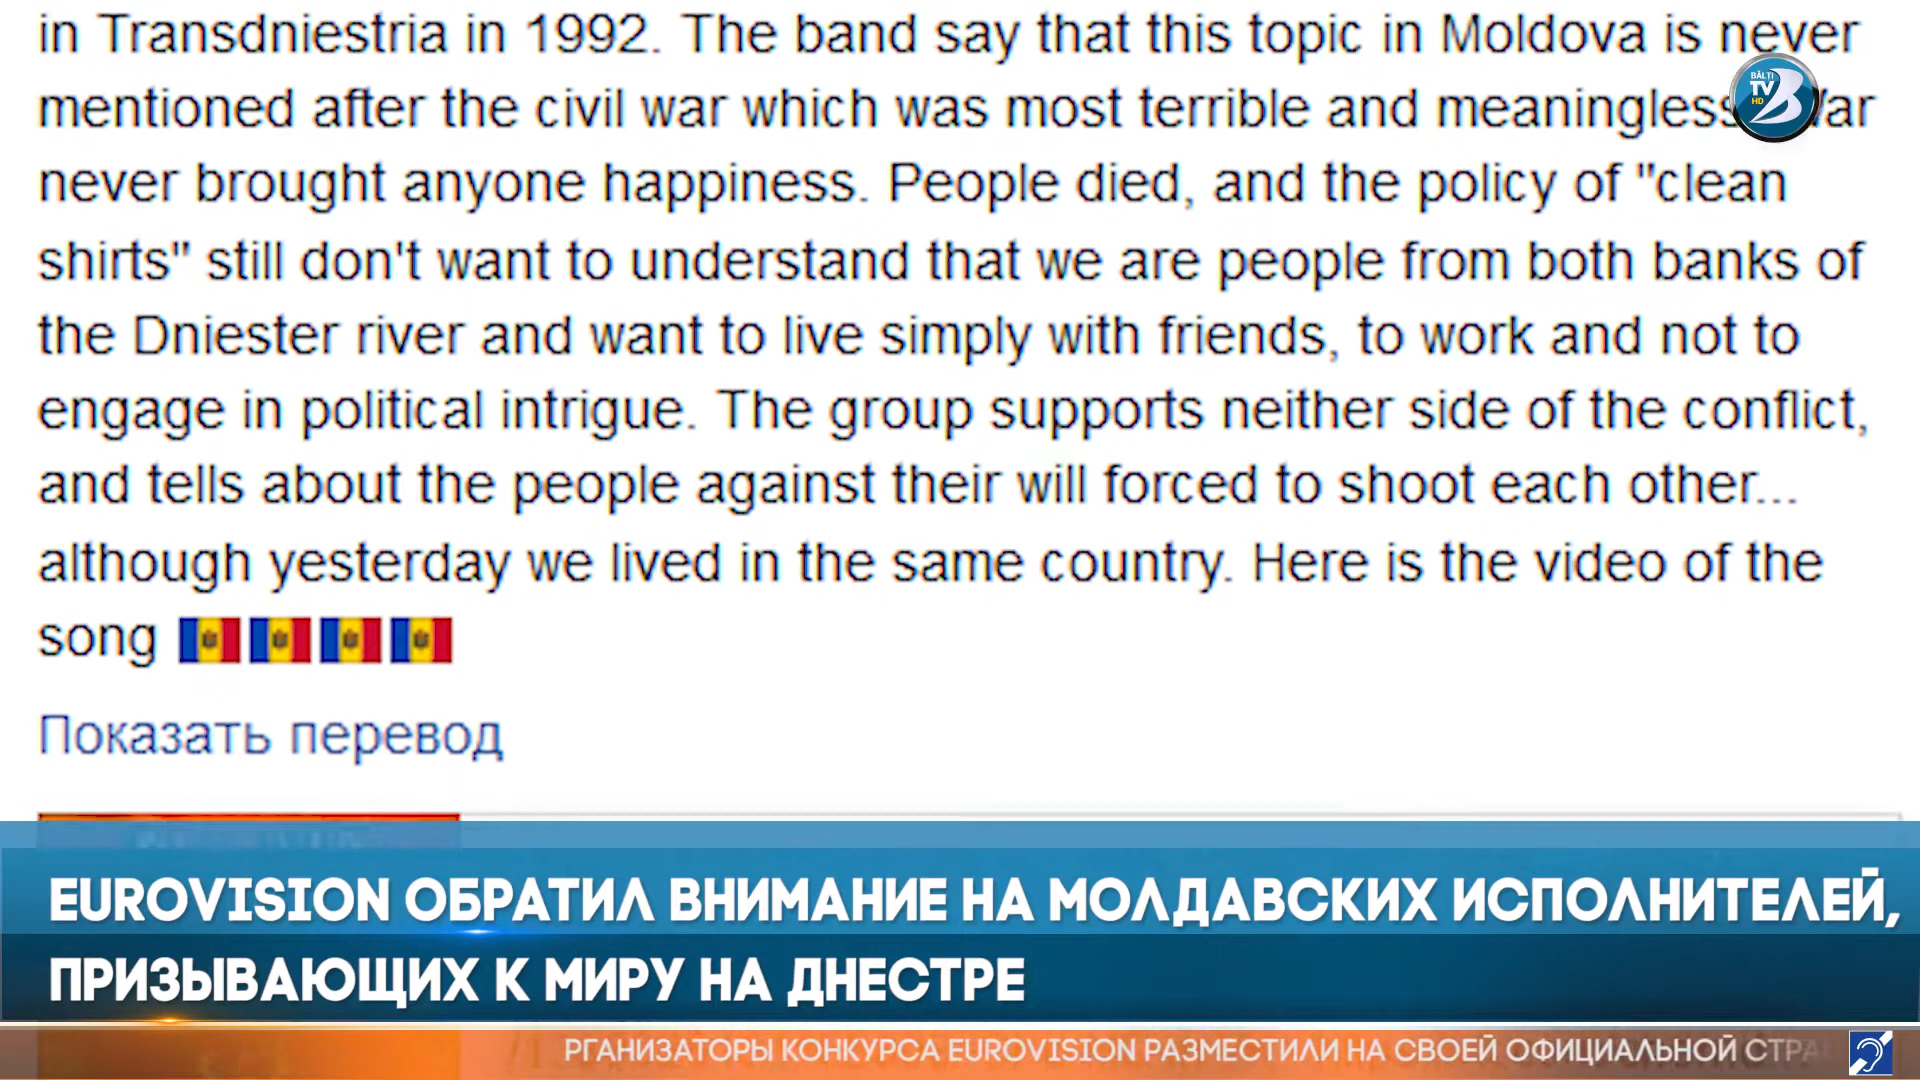 in Transdniestria in 1992. The band say that this topic in Moldova is never
BĂLȚI
TV
HD
mentioned after the civil war which was most terrible and meaningless
never brought anyone happiness. People died, and the policy of "clean
shirts" still don't want to understand that we are people from both banks of
the Dniester river and want to live simply with friends, to work and not to
engage in political intrigue. The group supports neither side of the conflict,
and tells about the people against their will forced to shoot each other...
although yesterday we lived in the same country. Here is the video of the
song
Показать перевод
EUROVISION ОБРАТИЛ ВНИМАНИЕ НА МОЛДАВСКИХ ИСПОЛНИТЕЛЕЙ,
ПРИЗЫВАЮЩИХ К МИРУ НА ДНЕСТРЕ
РГАНИЗАТОРЫ КОНКУРСА EUROVISION РАЗМЕСТИЛИ НА СВОЕЙ ОФИЦИАЛЬНОЙ СТРА